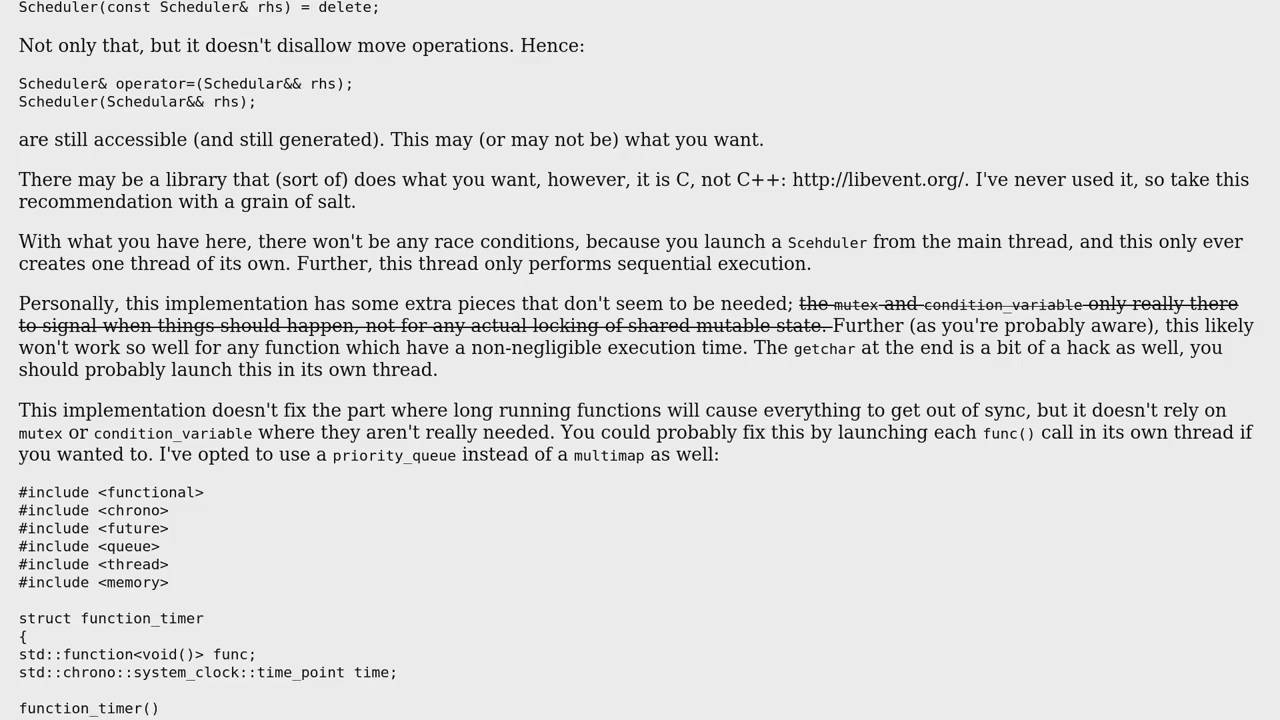 Scheduler(const Scheduler& rhs) = delete;
Not only that, but it doesn't disallow move operations. Hence:
Scheduler& operator=(Schedular&& rhs);
Scheduler(Schedular&& rhs);
are still accessible (and still generated). This may (or may not be) what you want.
There may be a library that (sort of) does what you want, however, it is C, not C++: http://libevent.org/. I've never used it, so take this
recommendation with a grain of salt.
With what you have here, there won't be any race conditions, because you launch a Scehduler from the main thread, and this only ever
creates one thread of its own. Further, this thread only performs sequential execution.
Personally, this implementation has some extra pieces that don't seem to be needed; the mutex and condition_variable only really there
to signal when things should happen, not for any actual locking of shared mutable state. Further (as you're probably aware), this likely
won't work so well for any function which have a non-negligible execution time. The getchar at the end is a bit of a hack as well, you
should probably launch this in its own thread.
This implementation doesn't fix the part where long running functions will cause everything to get out of sync, but it doesn't rely on
mutex or condition_variable where they aren't really needed. You could probably fix this by launching each func() call in its own thread if
you wanted to. I've opted to use a priority_queue instead of a multimap as well:
#include <functional>
#include <chrono>
#include <future>
#include <queue>
#include <thread>
#include <memory>
struct function_timer
{
std::function<void()> func;
std::chrono::system_clock::time_point time;
function_timer()